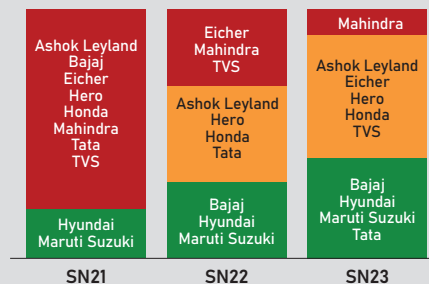 Ashok Leyland
Bajaj
Eicher
Hero
Honda
Mahindra
Tata
TVS
Hyundai
Maruti Suzuki
SN21
Eicher
Mahindra
TVS
Ashok Leyland
Hero
Honda
Tata
Bajaj
Hyundai
Maruti Suzuki
SN22
Mahindra
Ashok Leyland
Eicher
Hero
Honda
TVS
Bajaj
Hyundai
Maruti Suzuki
Tata
SN23